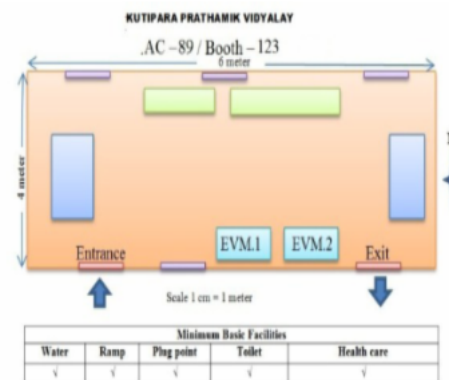 KUTIPARA PRATHAMIK VIDYALAY
.AC – 89 / Booth – 123
6 meter
4 meter
EVM.1 EVM.2
Entrance Exit
Scale 1 cm = 1 meter
Minimum Basic Facilities
Water Ramp Plug point Toilet Health care
√ √ √ √ √